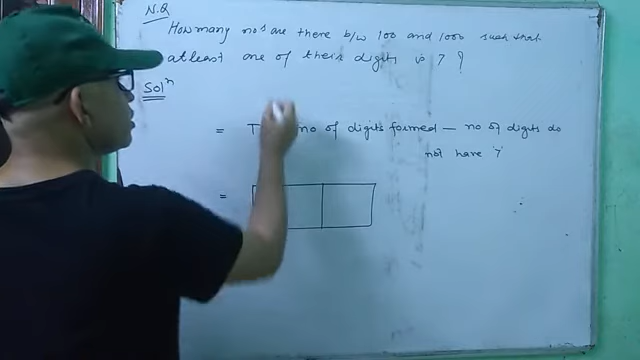 N.Q
How many no's are there b/w 100 and 1000 such that
atleast one of their digits is 7 ?
Solⁿ
= T no of digits formed — no of digits do
not have 7
=